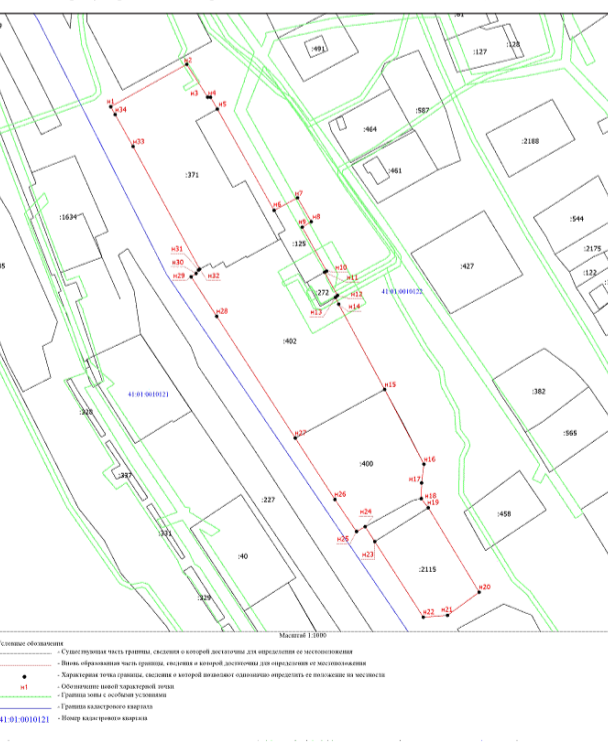 :61
:127
:128
:491
н2
:587
н3
н4
н1
н34
н5
:464
:2188
н33
:371
:461
н7
:1634
н6
н8
:544
н9
:125
н31
:2175
н30
н10
:427
н29
н32
н11
:122
:272
н12
41:01:0010122
н13
н14
н28
:402
н15
:382
41:01:0010121
:565
н27
:400
н16
н17
:227
н26
н18
н19
н24
:458
н25
н23
:40
:2115
н20
н21
н22
Масштаб 1:1000
Условные обозначения
- Существующая часть границы, сведения о которой достаточны для определения ее местоположения
- Вновь образованная часть границы, сведения о которой достаточны для определения ее местоположения
- Характерная точка границы, сведения о которой позволяют однозначно определить ее положение на местности
н1 - Обозначение новой характерной точки
- Граница зоны с особыми условиями
- Граница кадастрового квартала
41:01:0010121 - Номер кадастрового квартала